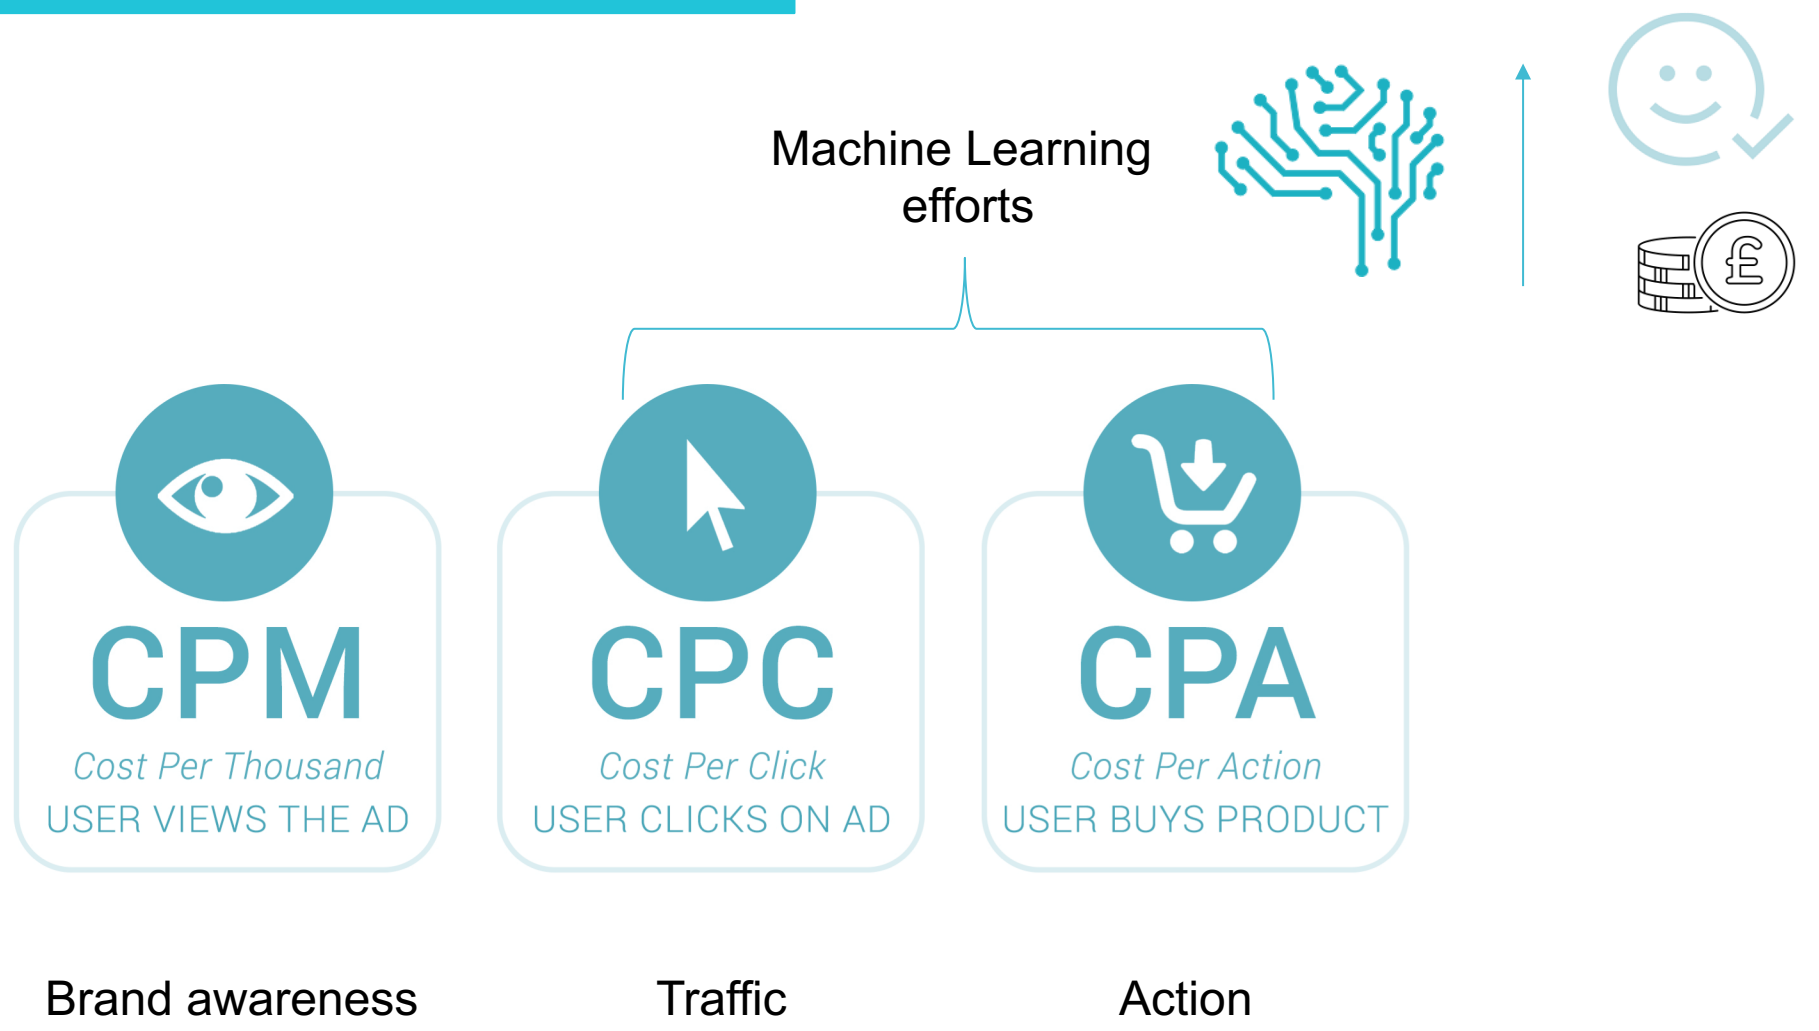 Machine Learning
efforts
£
CPM
Cost Per Thousand
USER VIEWS THE AD
CPC
Cost Per Click
USER CLICKS ON AD
CPA
Cost Per Action
USER BUYS PRODUCT
Brand awareness
Traffic
Action